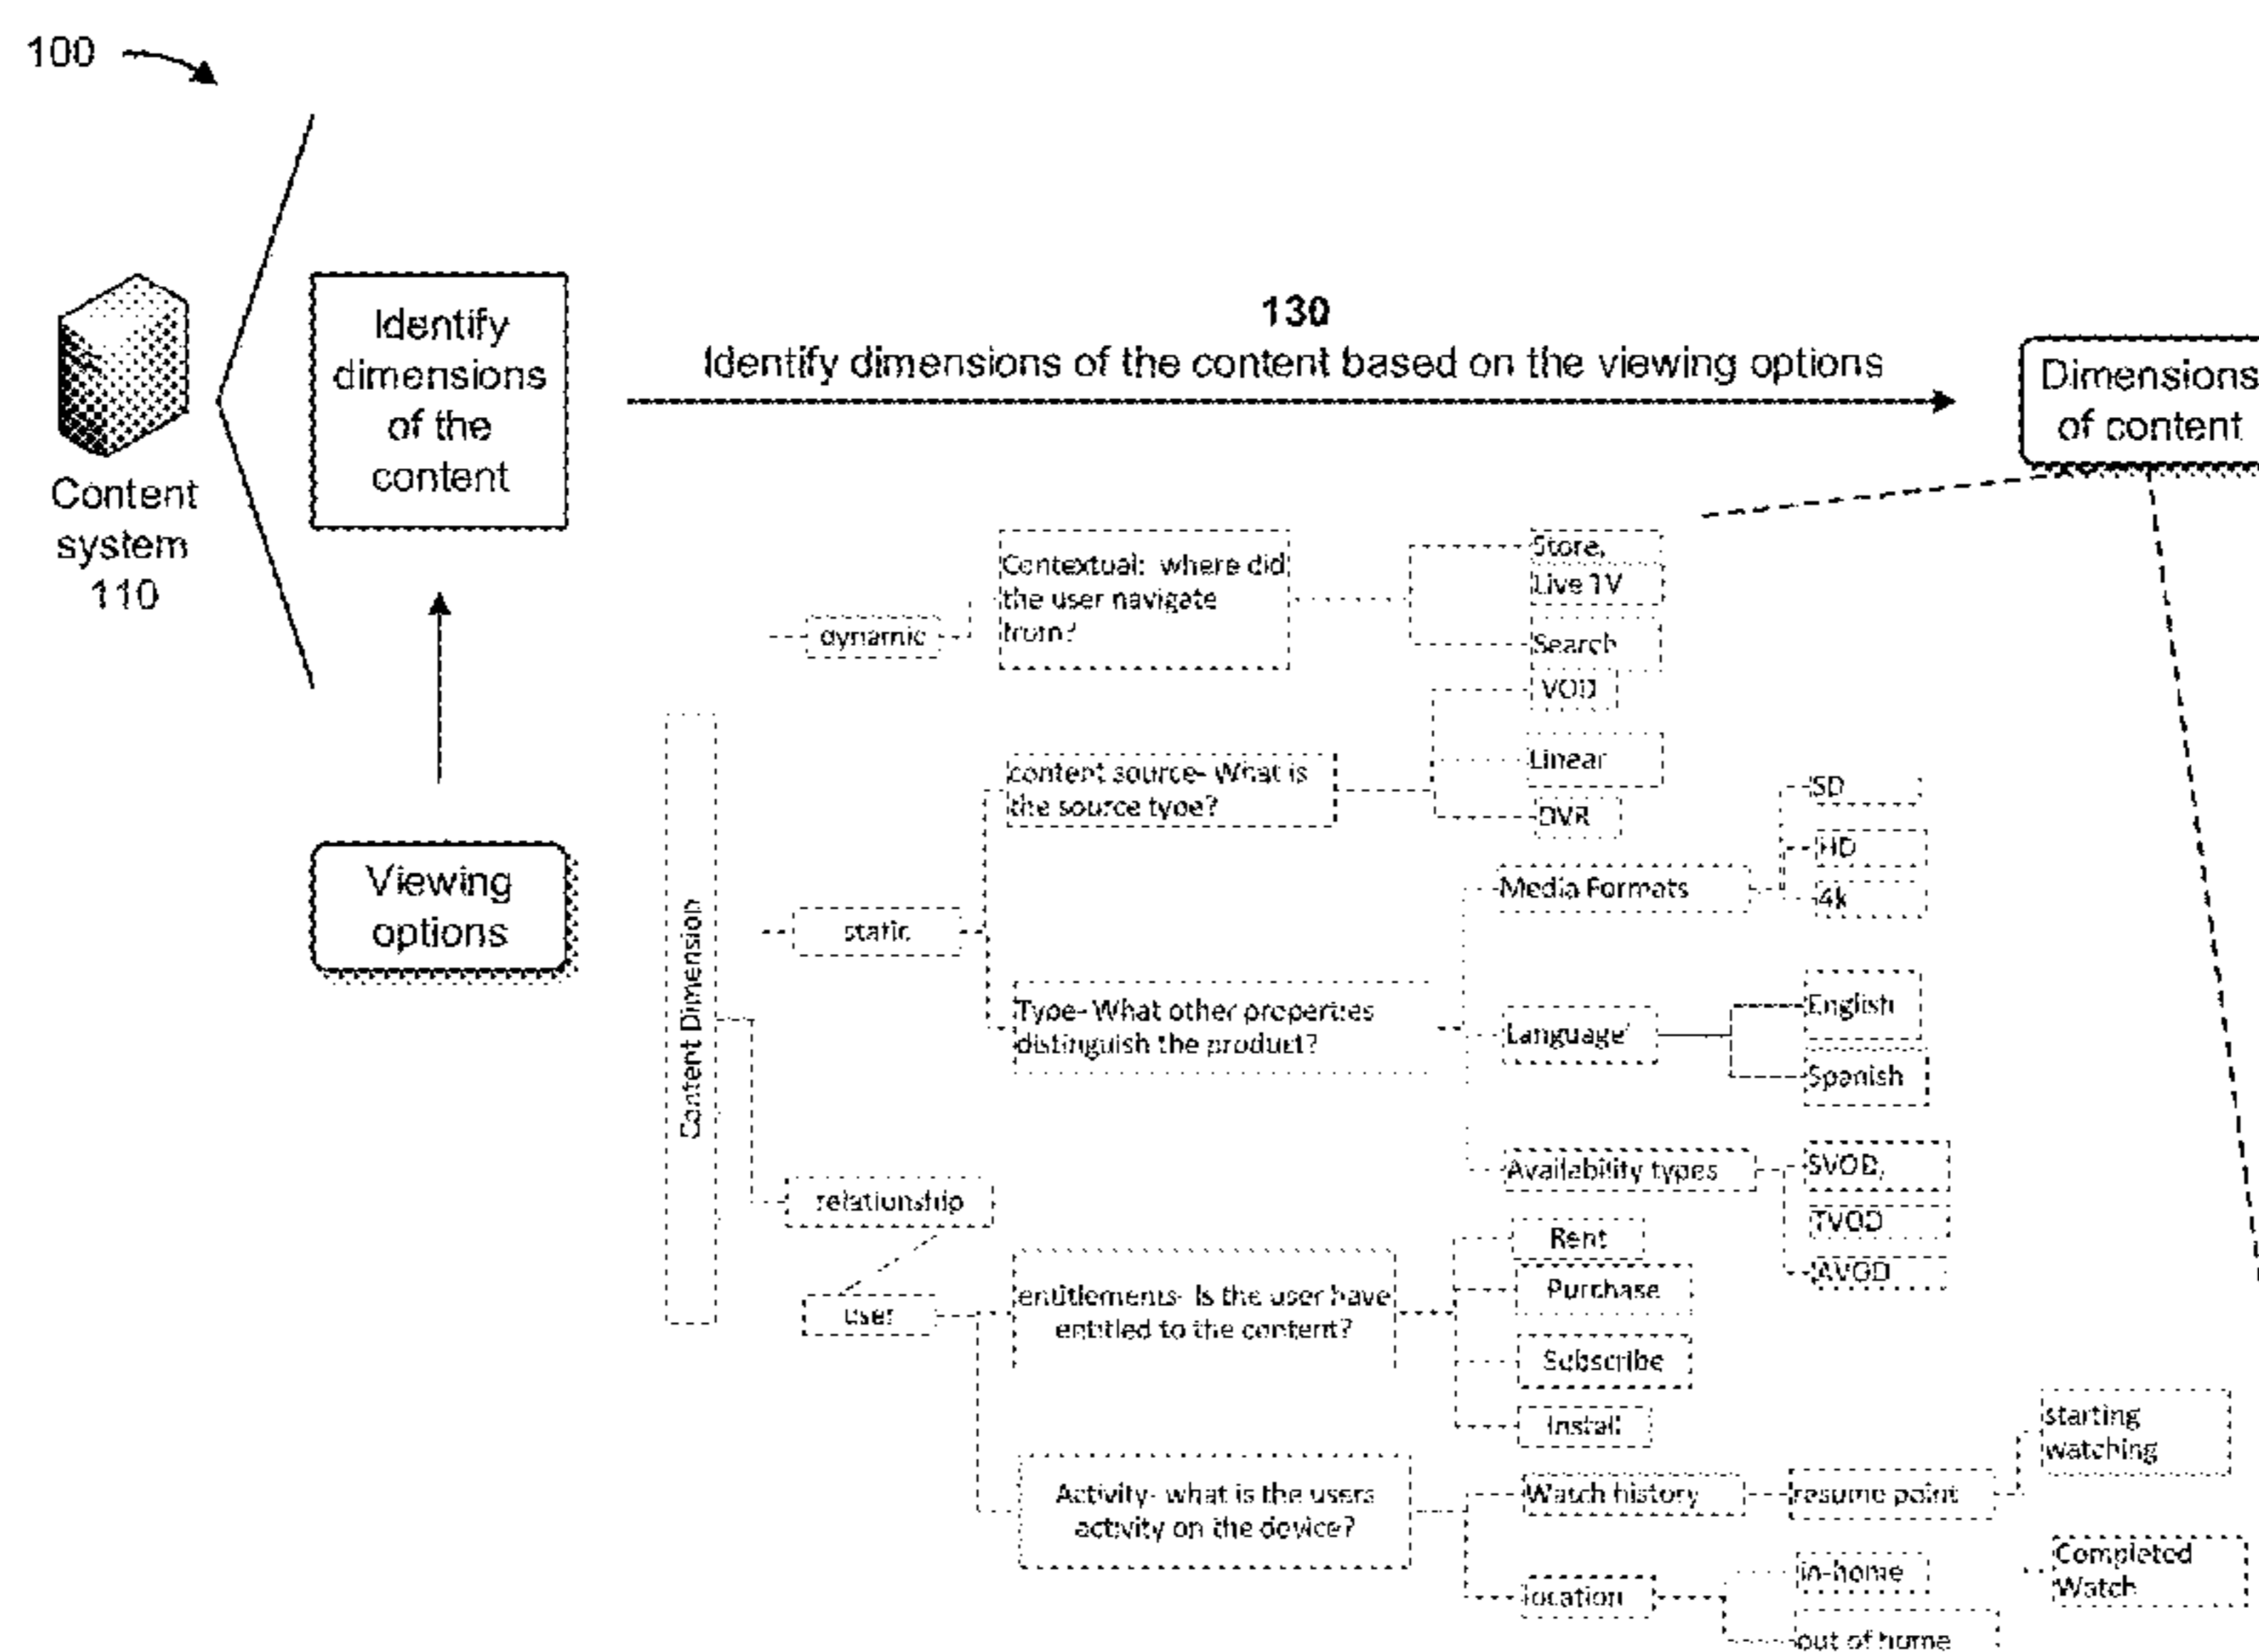 100
Content
system
110
Identify
dimensions
of the
content
Viewing
options
130
Identify dimensions of the content based on the viewing options
Dimensions
of content
Content Dimension
dynamic
Contextual: where did
the user navigate
from?
Store,
Live TV
Search
static
content source- What is
the source type?
VOD
Linear
DVR
Type- What other properties
distinguish the product?
Media Formats
SD
HD
4k
Language
English
Spanish
Availability types
SVOD,
TVOD
AVOD
relationship
user
entitlements- Is the user have
entitled to the content?
Rent
Purchase
Subscribe
Install
Activity- what is the users
activity on the device?
Watch history
resume point
starting
watching
Completed
Watch
location
in-home
out of home